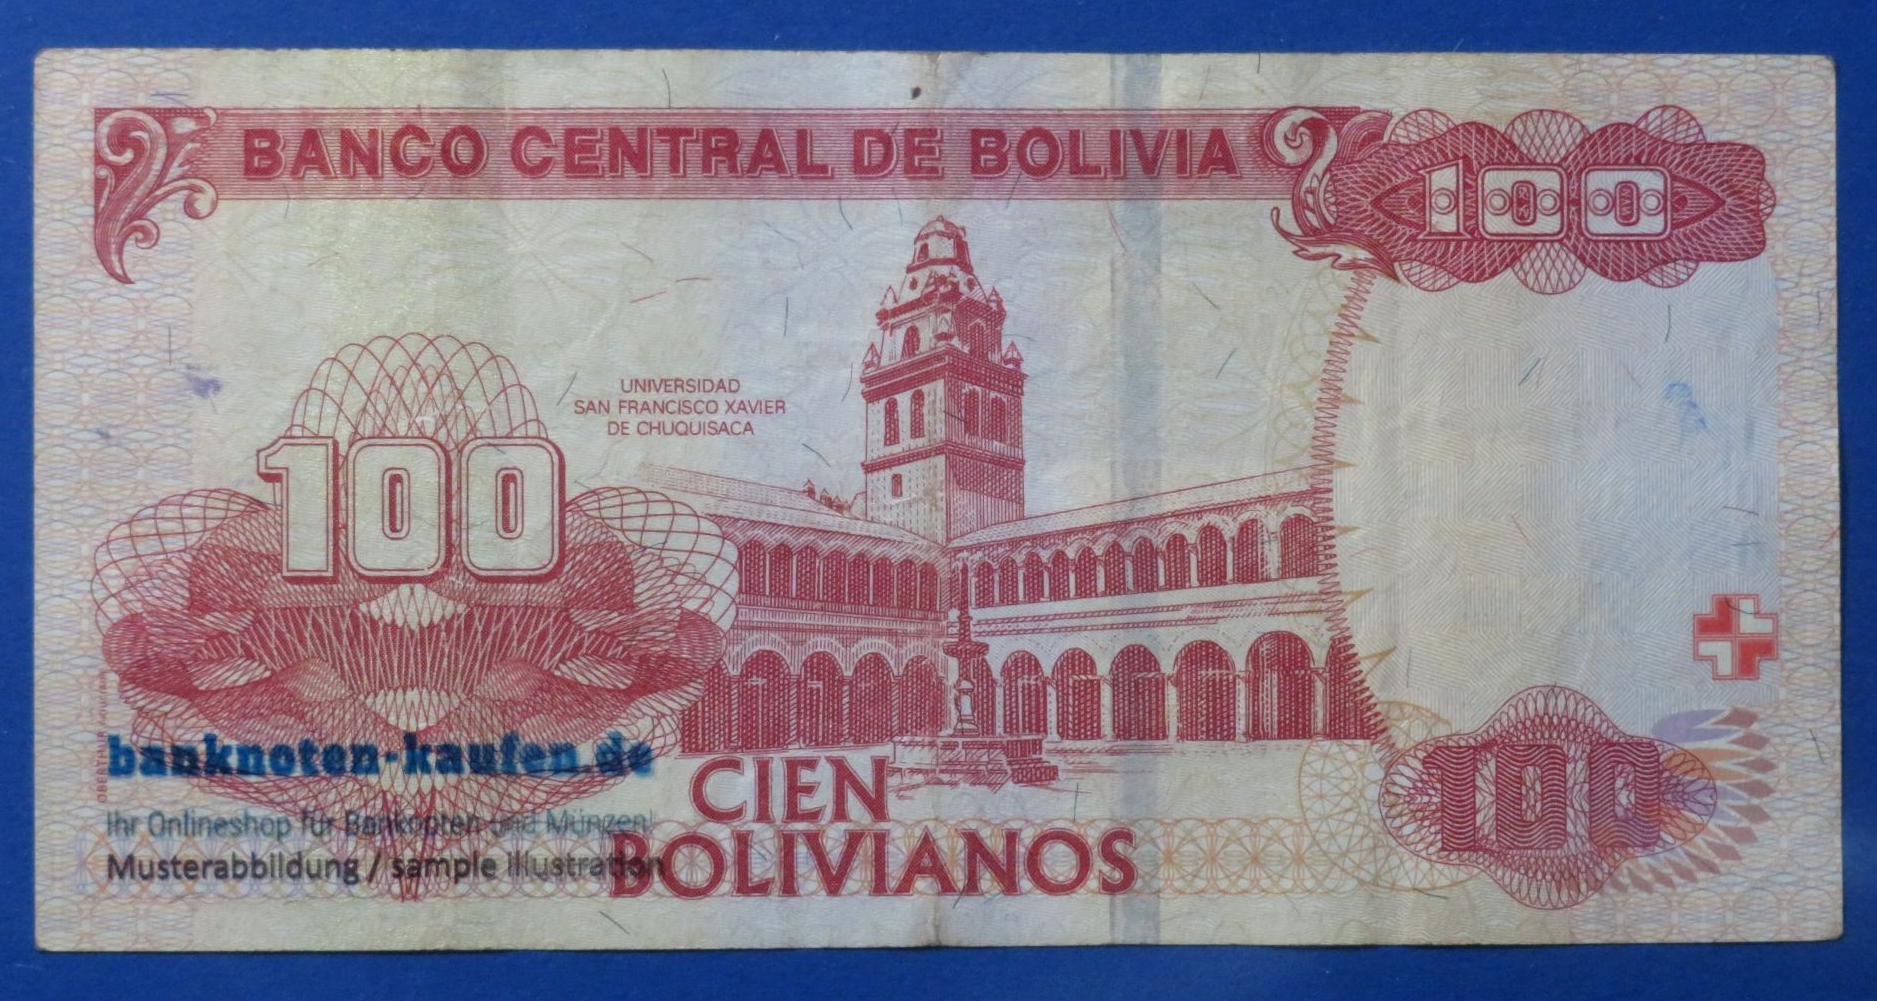 BANCO CENTRAL DE BOLIVIA
100
UNIVERSIDAD
SAN FRANCISCO XAVIER
DE CHUQUISACA
100
banknoten-kaufen.de
Ihr Onlineshop für Banknoten und Münzen!
Musterabbildung / sample illustration
CIEN
BOLIVIANOS
100